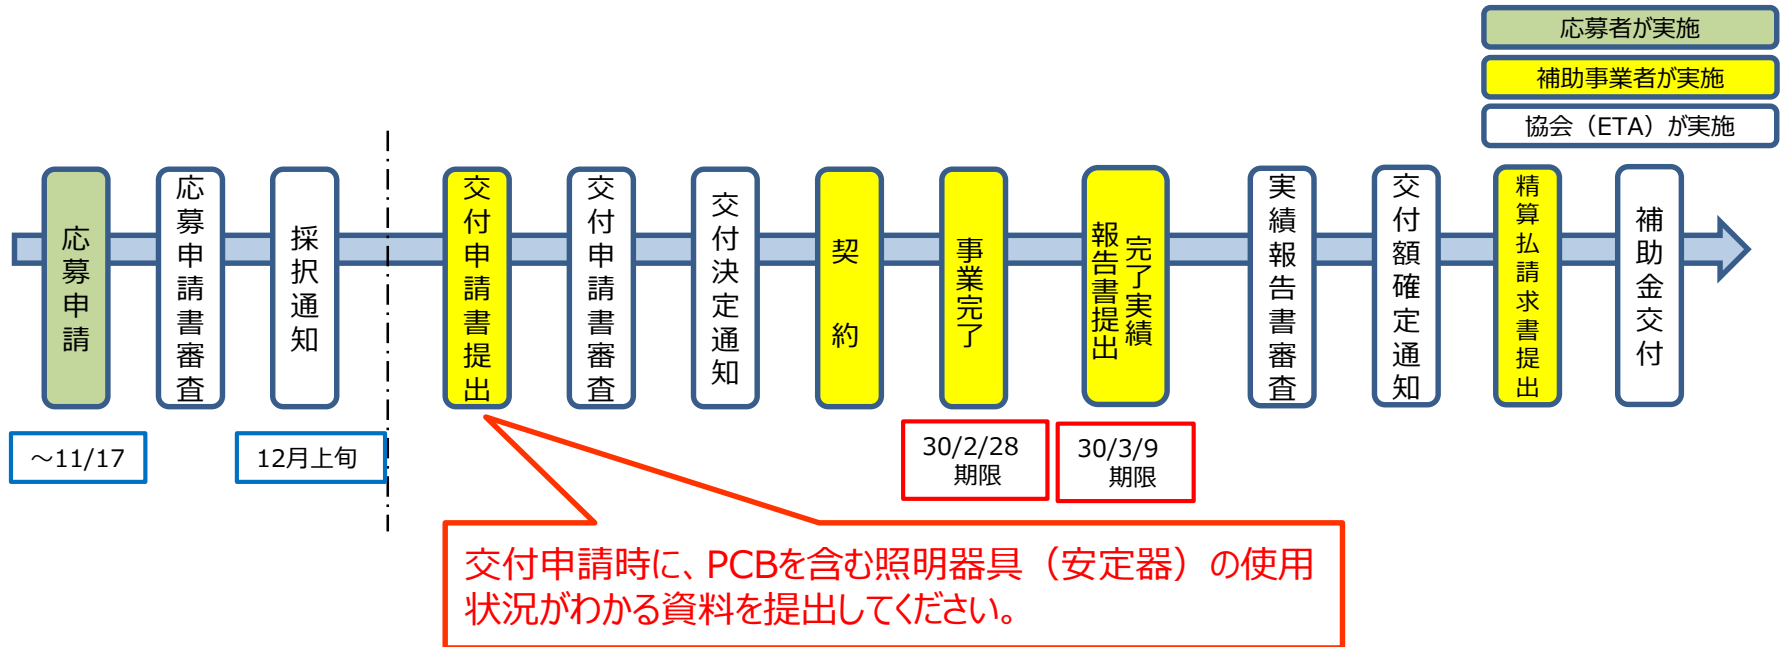 応募者が実施
補助事業者が実施
協会（ETA）が実施
応募申請
応募申請書審査
採択通知
交付申請書提出
交付申請書審査
交付決定通知
契約
事業完了
完了実績
報告書提出
実績報告書審査
交付額確定通知
精算払請求書提出
補助金交付
～11/17
12月上旬
30/2/28
期限
30/3/9
期限
交付申請時に、PCBを含む照明器具（安定器）の使用
状況がわかる資料を提出してください。